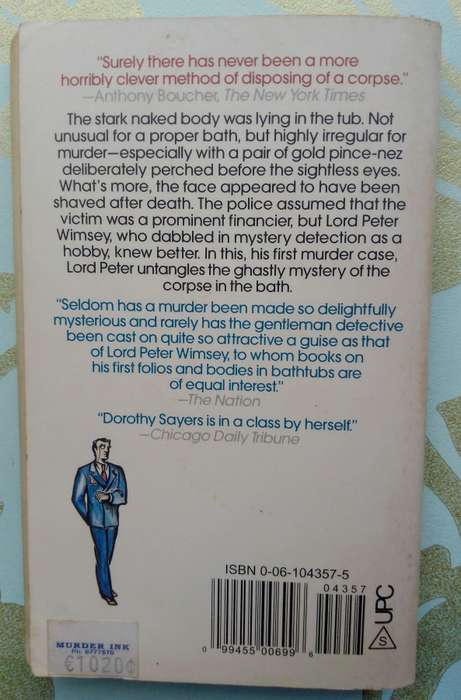 "Surely there has never been a more
horribly clever method of disposing of a corpse."
—Anthony Boucher, The New York Times
The stark naked body was lying in the tub. Not
unusual for a proper bath, but highly irregular for
murder—especially with a pair of gold pince-nez
deliberately perched before the sightless eyes.
What's more, the face appeared to have been
shaved after death. The police assumed that the
victim was a prominent financier, but Lord Peter
Wimsey, who dabbled in mystery detection as a
hobby, knew better. In this, his first murder case,
Lord Peter untangles the ghastly mystery of the
corpse in the bath.
"Seldom has a murder been made so delightfully
mysterious and rarely has the gentleman detective
been cast on quite so attractive a guise as that
of Lord Peter Wimsey, to whom books on
his first folios and bodies in bathtubs are
of equal interest."
—The Nation
"Dorothy Sayers is in a class by herself."
—Chicago Daily Tribune
ISBN 0-06-104357-5
04357
0 99455 00699 6
S UPC
MURDER INK